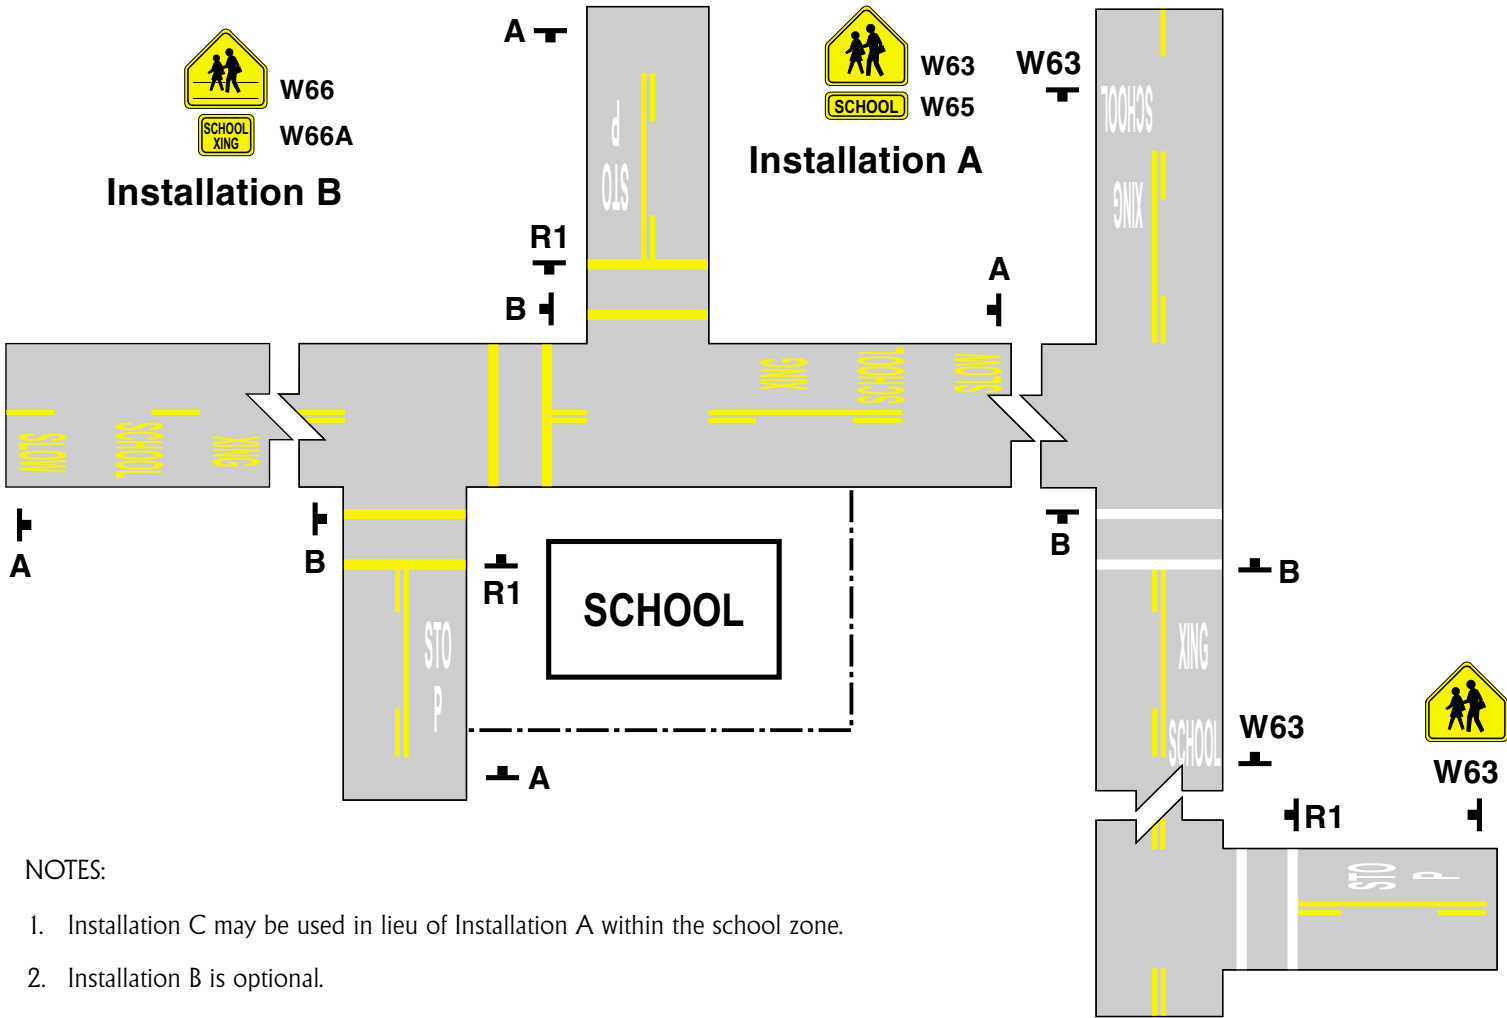 A
W63
W63
W66
SCHOOL
W65
SCHOOL
SCHOOL
XING
W66A
STO
P
Installation A
Installation B
XING
R1
A
B
XING
SCHOOL
SLOW
SLOW
SCHOOL
XING
A
B
B
B
R1
SCHOOL
STO
P
XING
SCHOOL
W63
A
W63
R1
STO
P
NOTES:
1. Installation C may be used in lieu of Installation A within the school zone.
2. Installation B is optional.